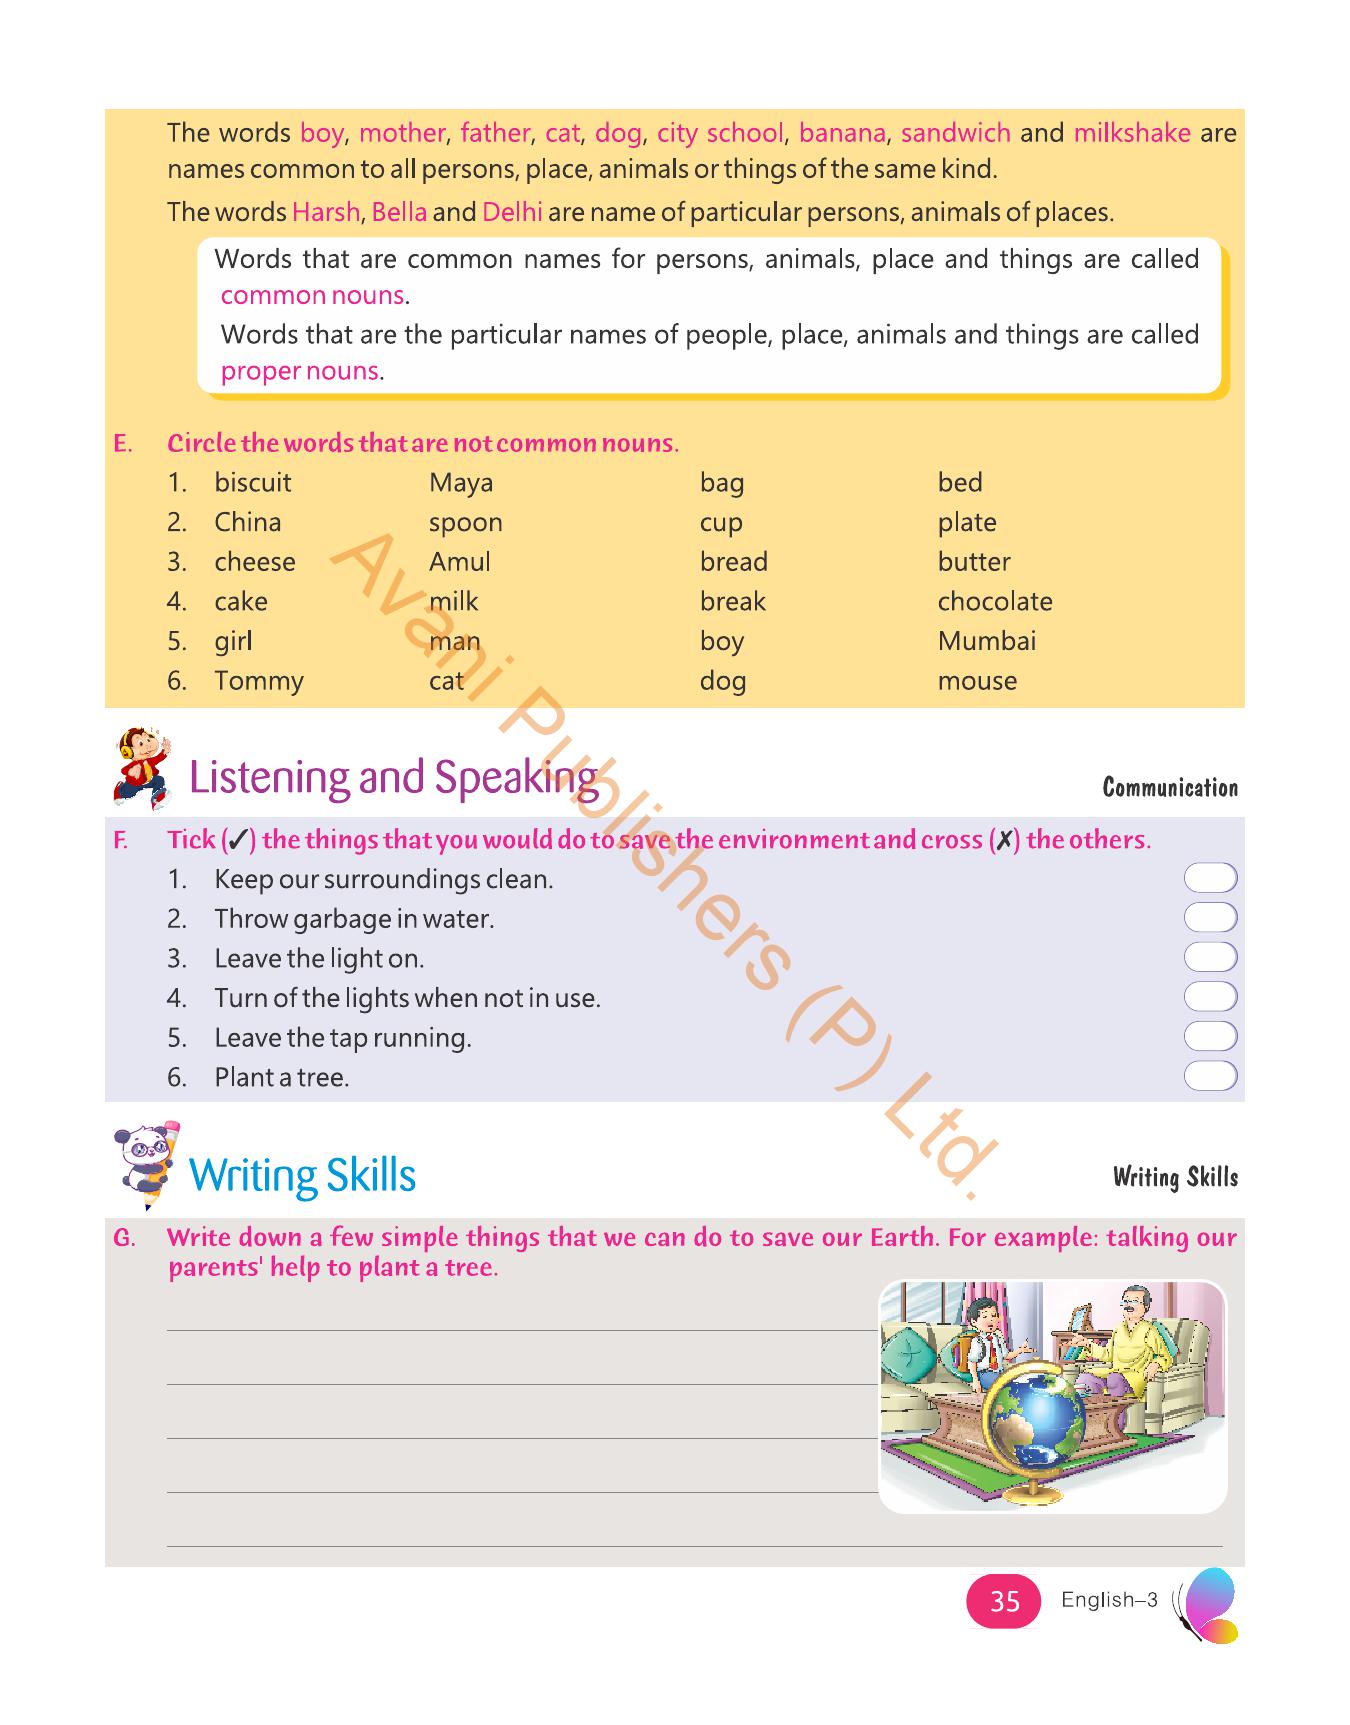 The words boy, mother, father, cat, dog, city school, banana, sandwich and milkshake are
names common to all persons, place, animals or things of the same kind.
The words Harsh, Bella and Delhi are name of particular persons, animals of places.
Words that are common names for persons, animals, place and things are called
common nouns.
Words that are the particular names of people, place, animals and things are called
proper nouns.
E. Circle the words that are not common nouns.
1. biscuit Maya bag bed
2. China spoon cup plate
3. cheese Amul bread butter
4. cake milk break chocolate
5. girl man boy Mumbai
6. Tommy cat dog mouse
Listening and Speaking Communication
F. Tick (✓) the things that you would do to save the environment and cross (✗) the others.
1. Keep our surroundings clean.
2. Throw garbage in water.
3. Leave the light on.
4. Turn of the lights when not in use.
5. Leave the tap running.
6. Plant a tree.
Writing Skills Writing Skills
G. Write down a few simple things that we can do to save our Earth. For example: talking our
parents' help to plant a tree.
35 English–3
Avani Publishers (P) Ltd.